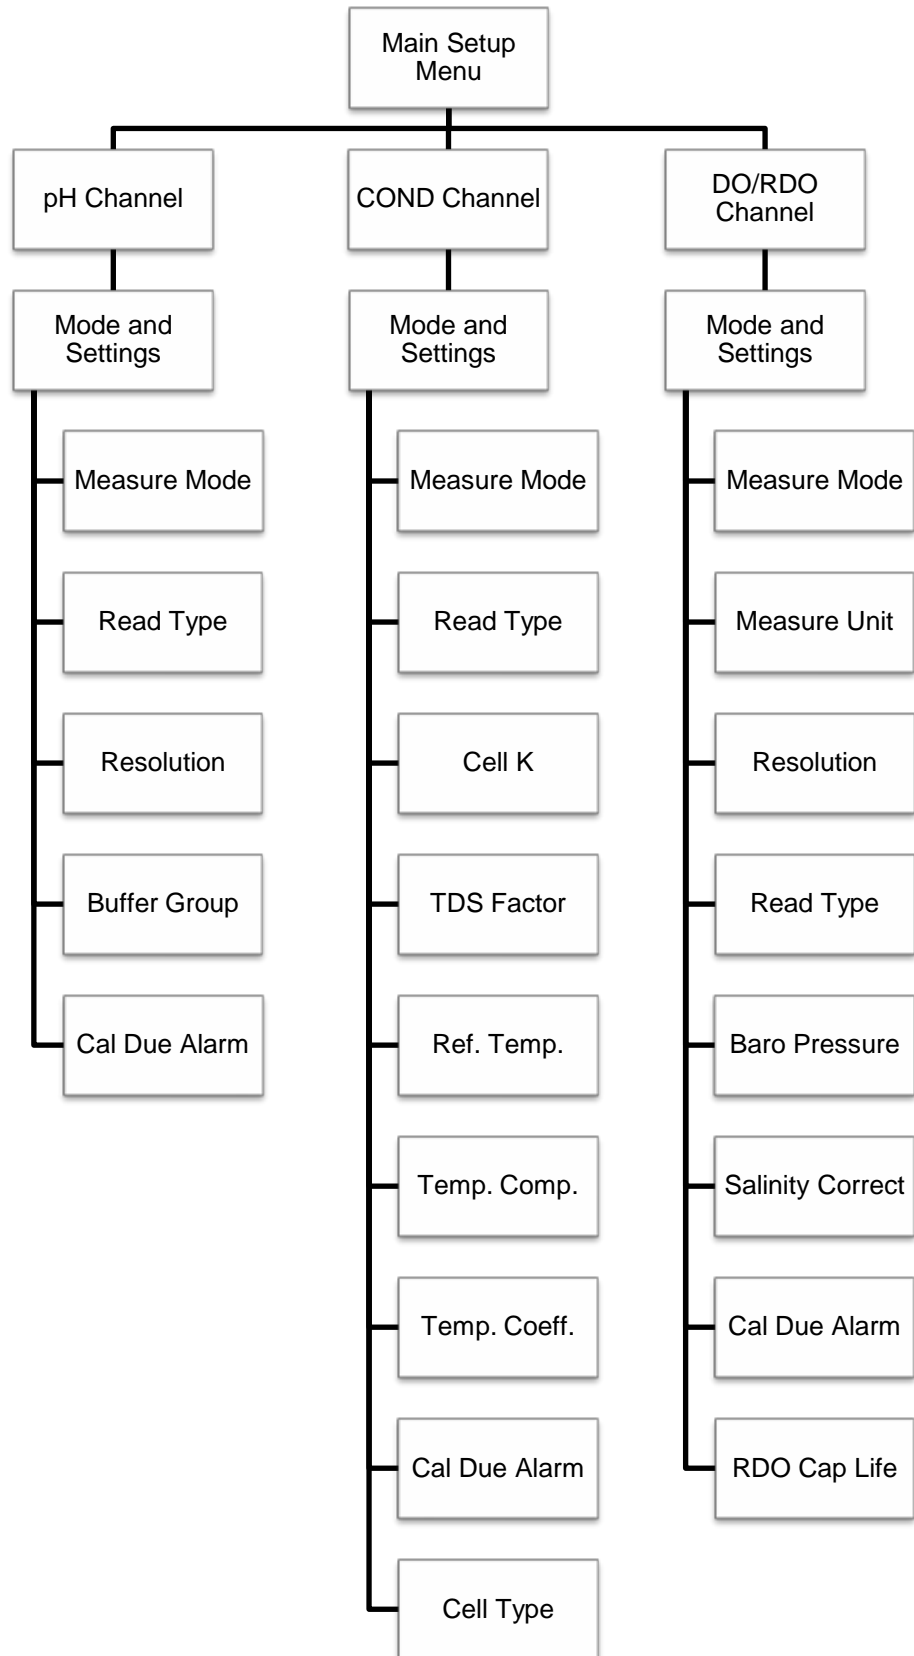 Main Setup
Menu
pH Channel
COND Channel
DO/RDO
Channel
Mode and
Settings
Mode and
Settings
Mode and
Settings
Measure Mode
Measure Mode
Measure Mode
Read Type
Read Type
Measure Unit
Resolution
Cell K
Resolution
Buffer Group
TDS Factor
Read Type
Cal Due Alarm
Ref. Temp.
Baro Pressure
Temp. Comp.
Salinity Correct
Temp. Coeff.
Cal Due Alarm
Cal Due Alarm
RDO Cap Life
Cell Type